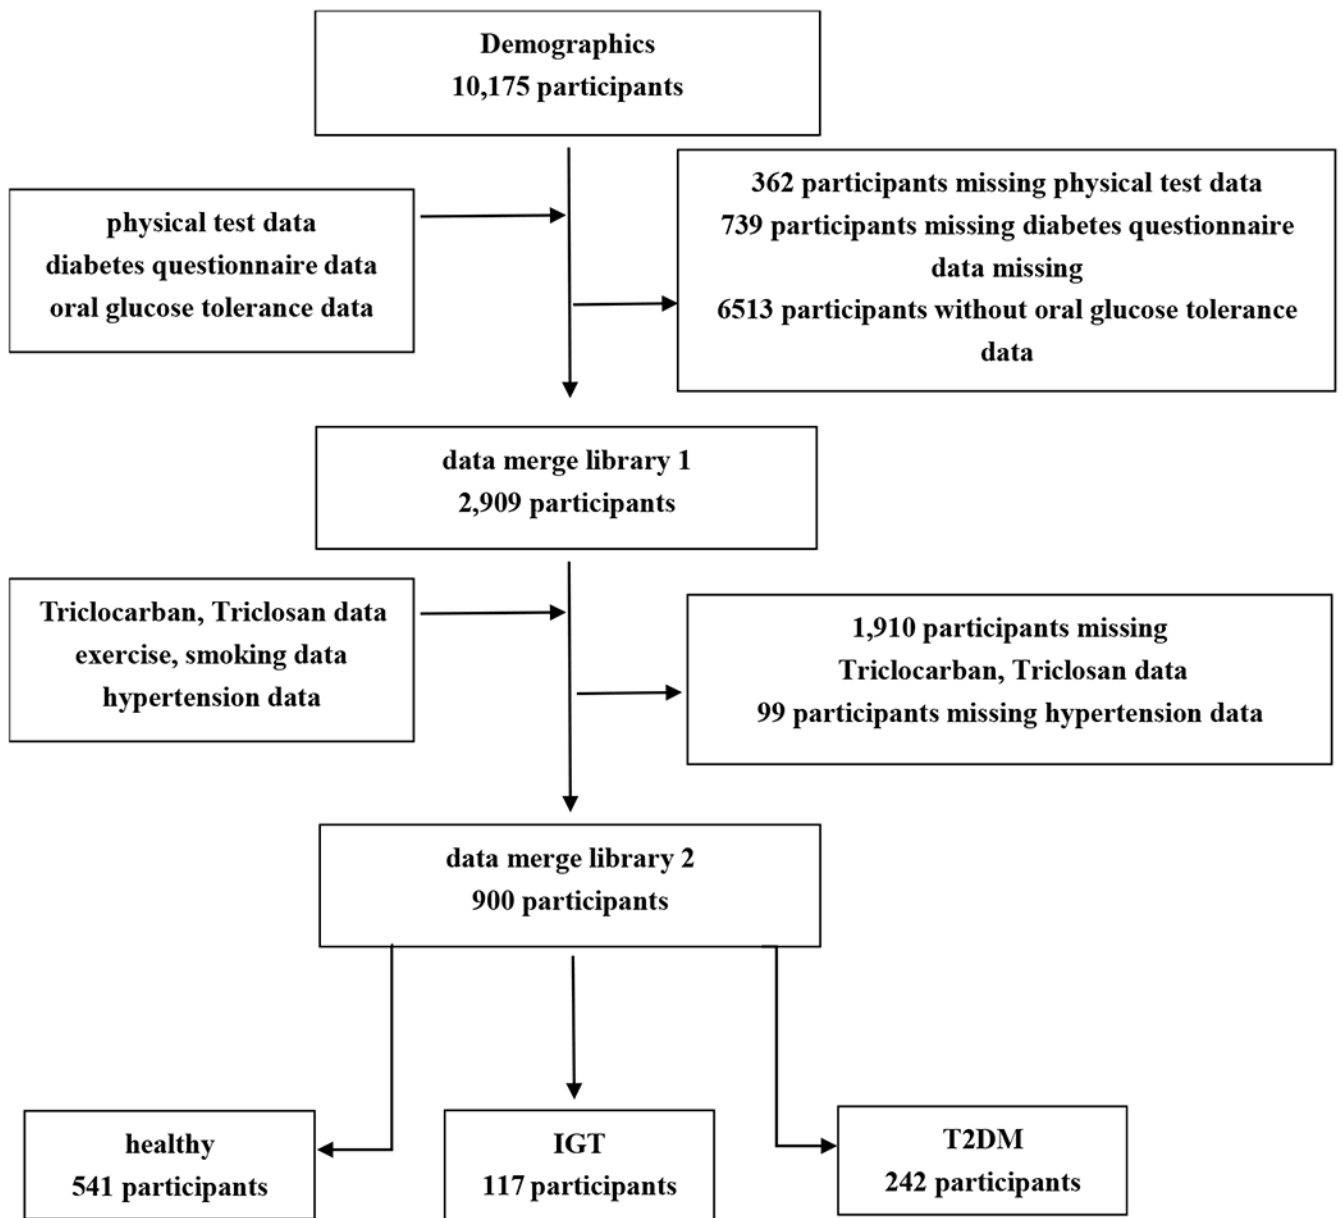 Demographics
10,175 participants
physical test data
diabetes questionnaire data
oral glucose tolerance data
362 participants missing physical test data
739 participants missing diabetes questionnaire
data missing
6513 participants without oral glucose tolerance
data
data merge library 1
2,909 participants
Triclocarban, Triclosan data
exercise, smoking data
hypertension data
1,910 participants missing
Triclocarban, Triclosan data
99 participants missing hypertension data
data merge library 2
900 participants
healthy
541 participants
IGT
117 participants
T2DM
242 participants